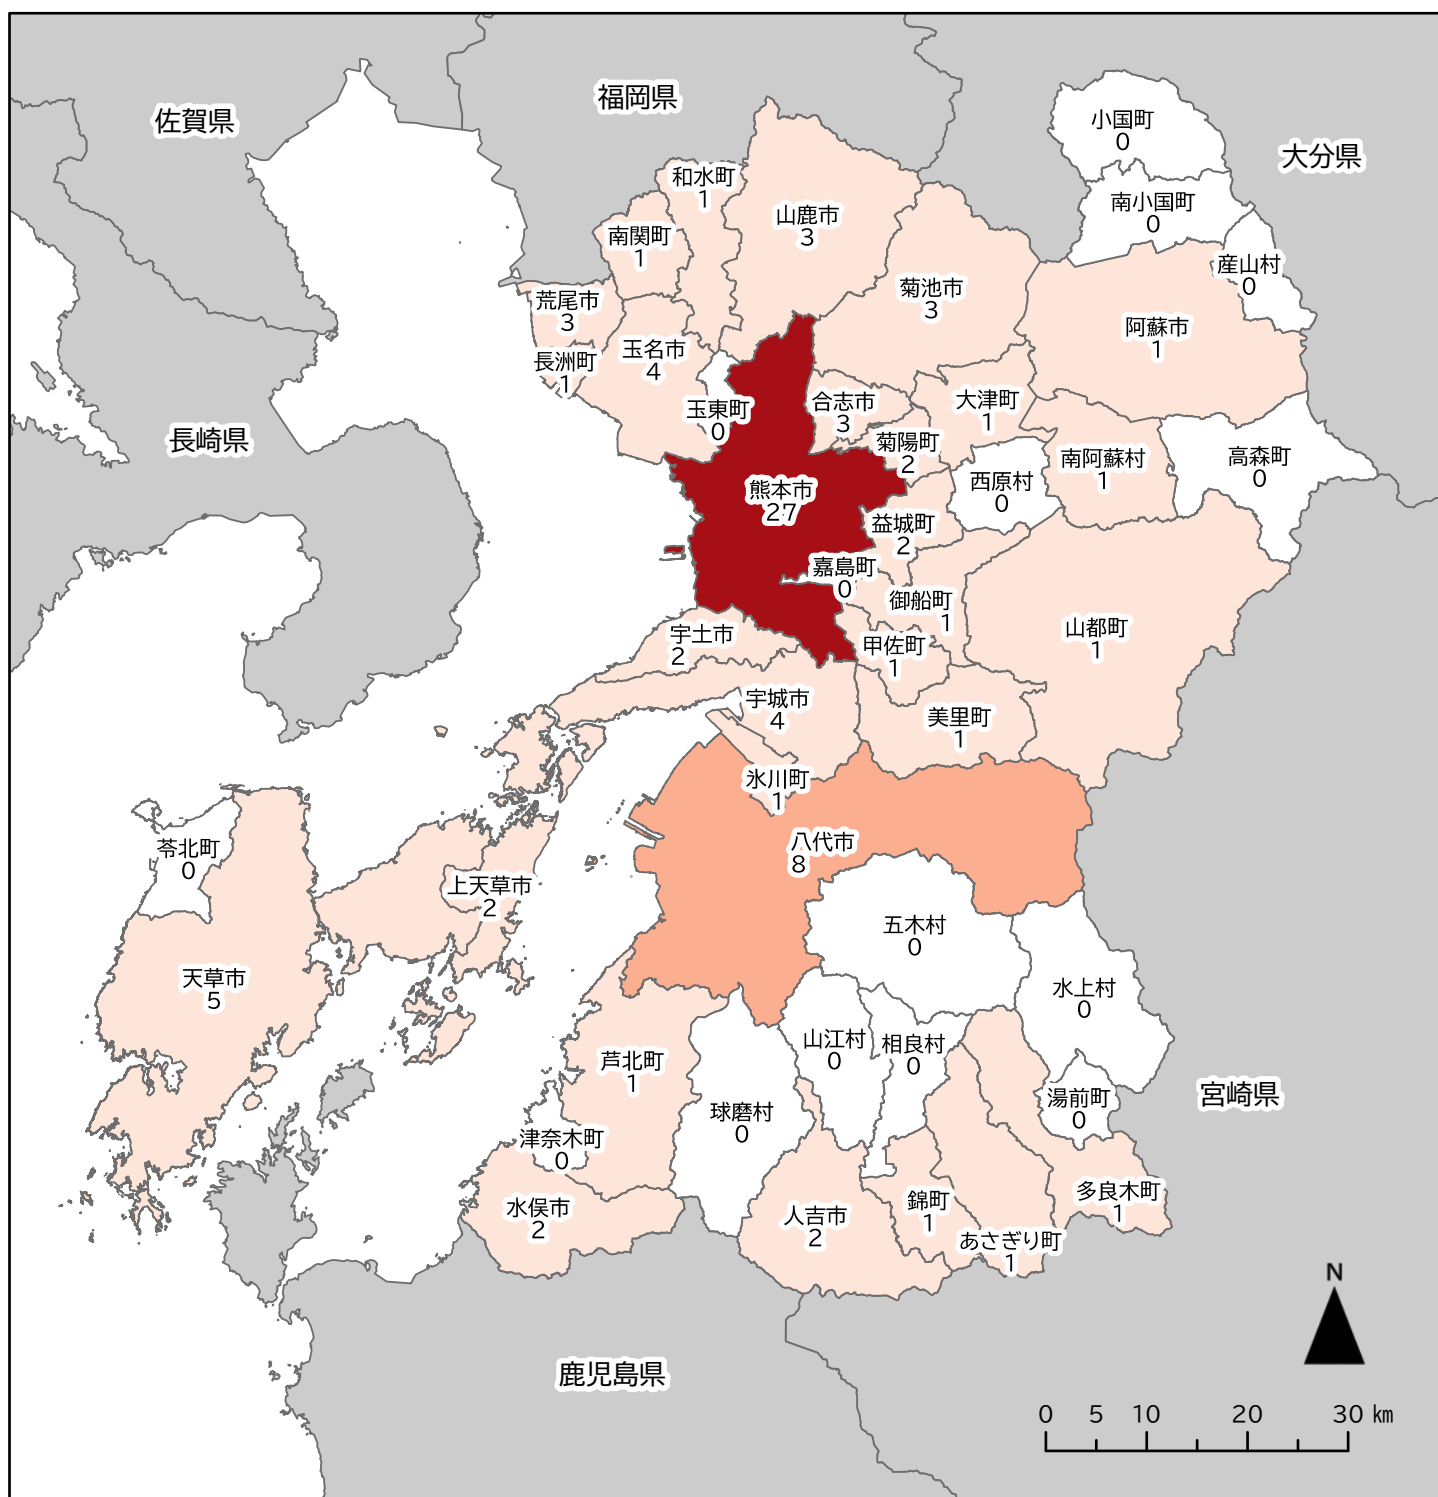 佐賀県
福岡県
大分県
小国町
0
南小国町
0
産山村
0
和水町
1
山鹿市
3
南関町
1
菊池市
3
荒尾市
3
阿蘇市
1
長洲町
1
玉名市
4
玉東町
0
合志市
3
大津町
1
菊陽町
2
長崎県
南阿蘇村
1
高森町
0
西原村
0
熊本市
27
益城町
2
嘉島町
0
御船町
1
山都町
1
宇土市
2
甲佐町
1
宇城市
4
美里町
1
氷川町
1
八代市
8
苓北町
0
上天草市
2
五木村
0
天草市
5
水上村
0
山江村
0
相良村
0
芦北町
1
湯前町
0
宮崎県
球磨村
0
津奈木町
0
水俣市
2
人吉市
2
錦町
1
多良木町
1
あさぎり町
1
鹿児島県
N
0 5 10 20 30 km